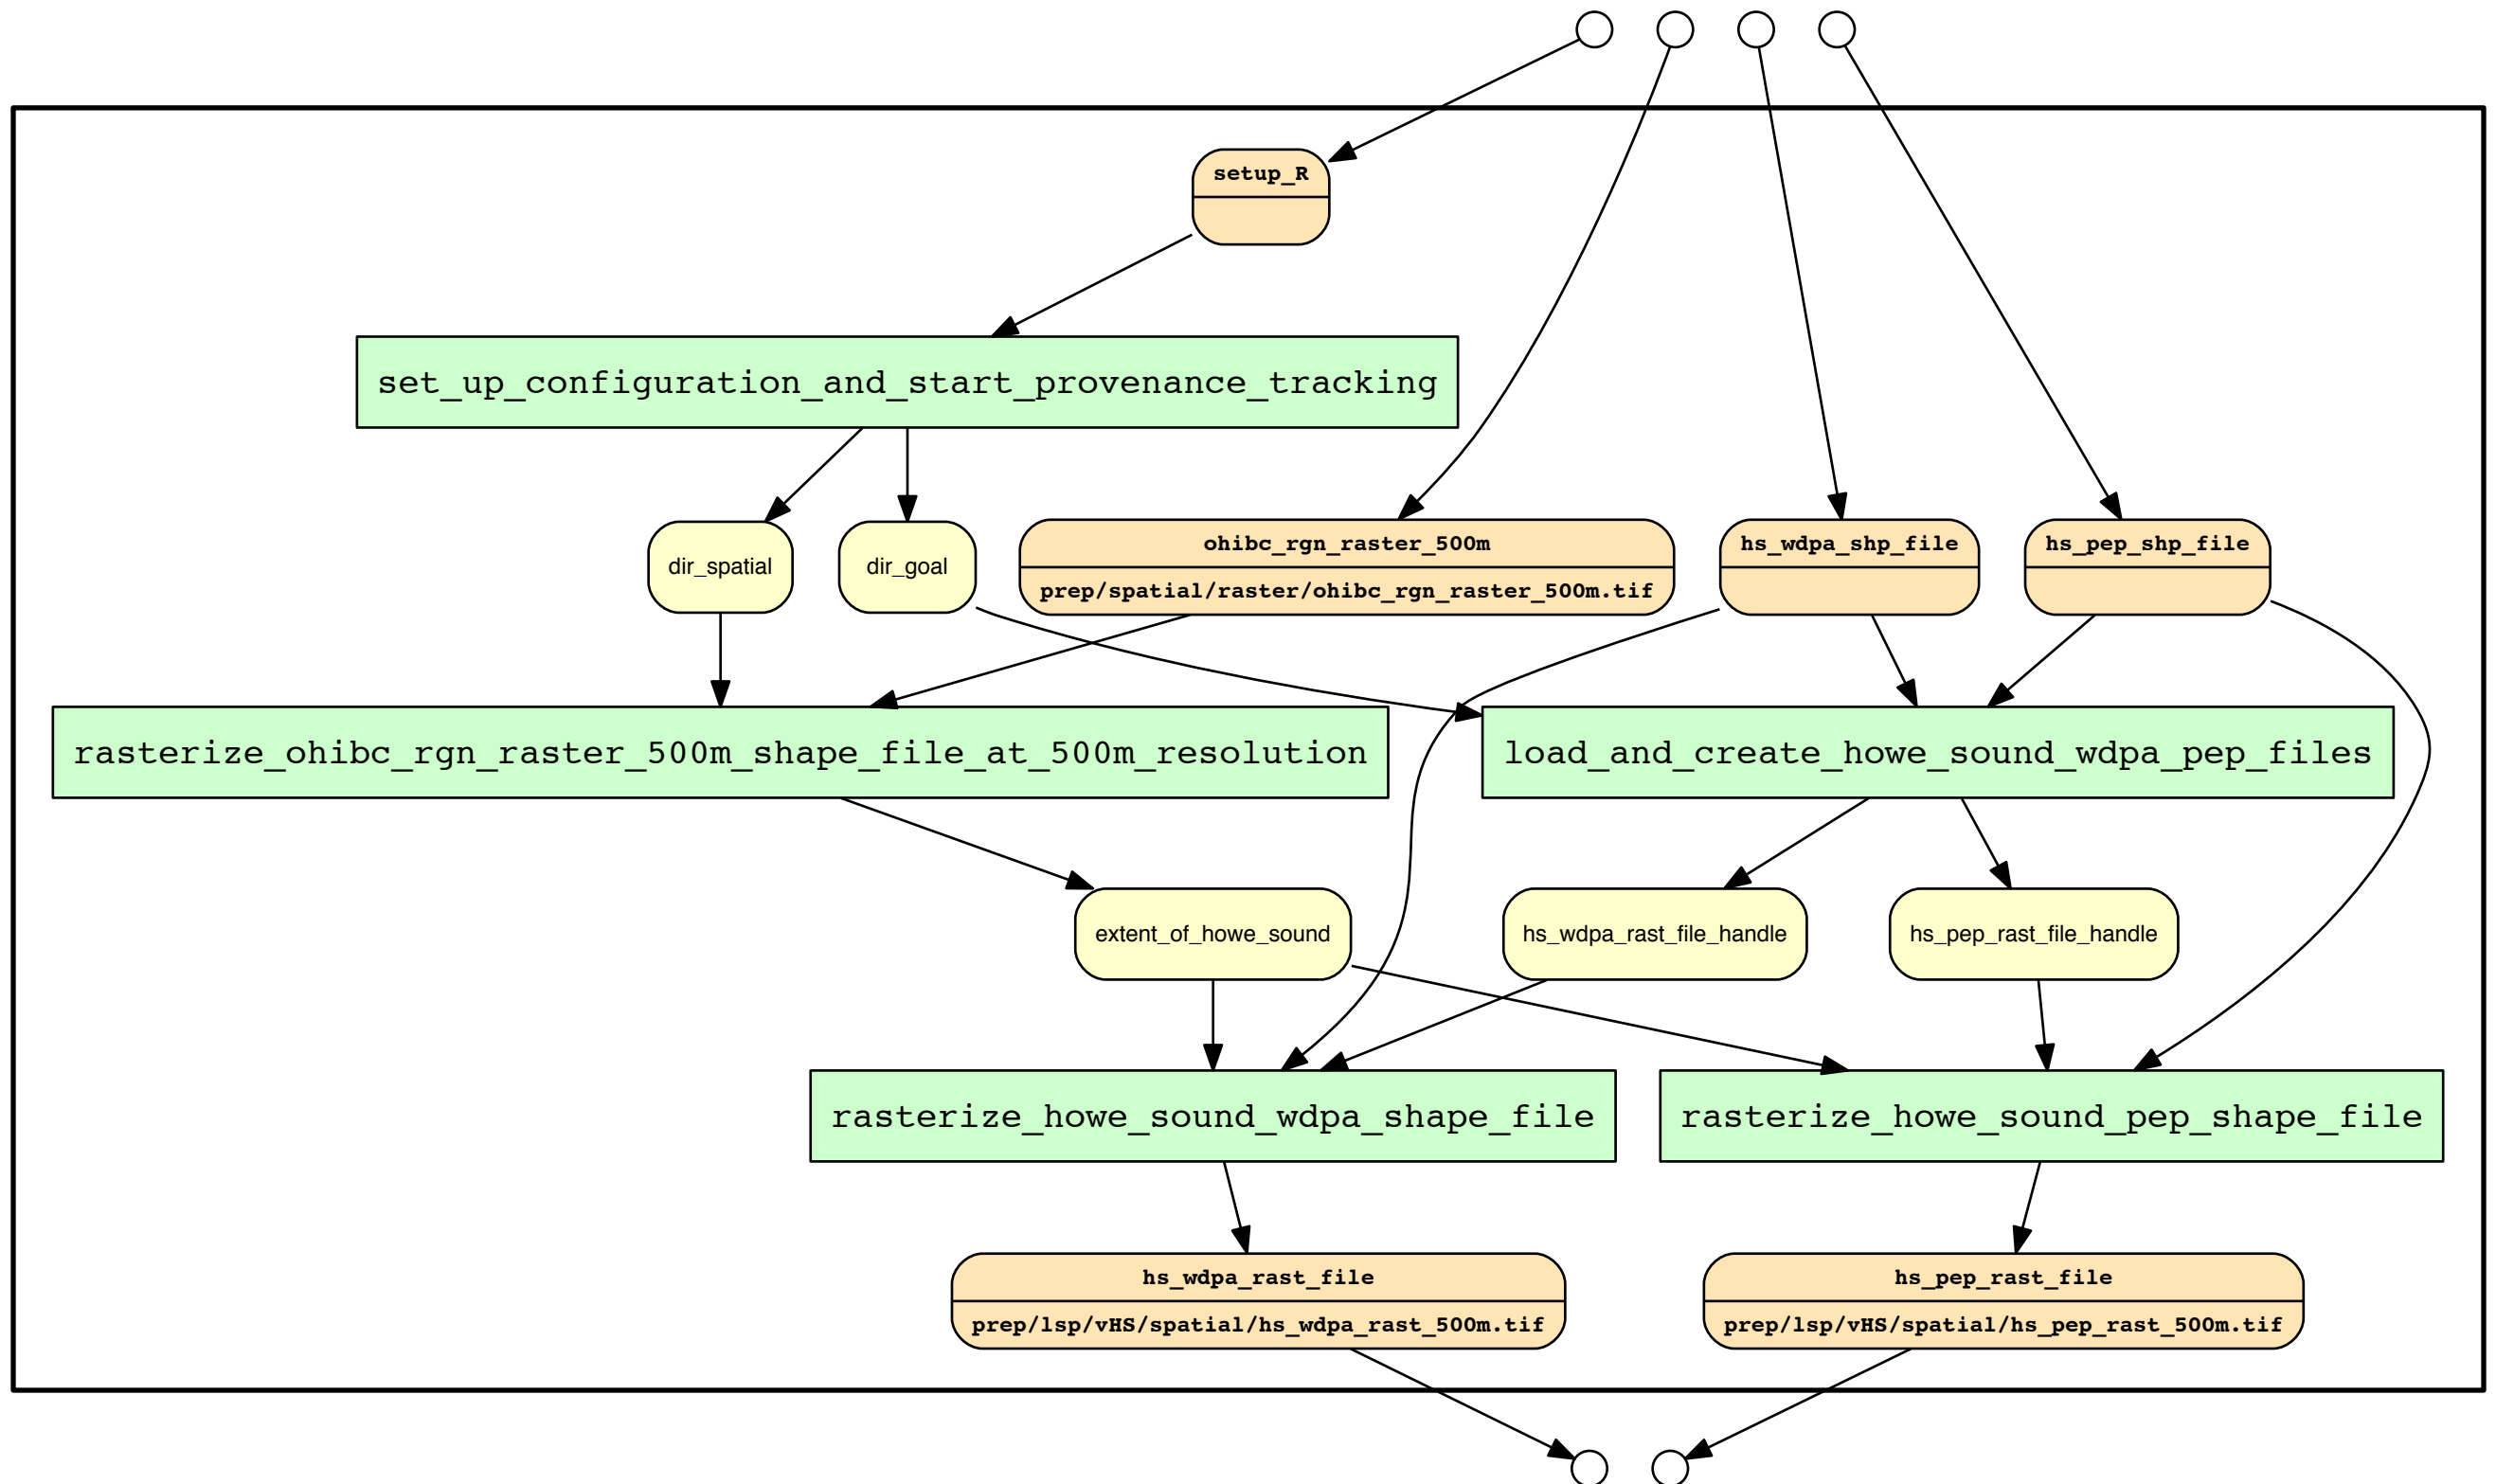 setup_R
set_up_configuration_and_start_provenance_tracking
dir_spatial
dir_goal
ohibc_rgn_raster_500m
prep/spatial/raster/ohibc_rgn_raster_500m.tif
hs_wdpa_shp_file
hs_pep_shp_file
rasterize_ohibc_rgn_raster_500m_shape_file_at_500m_resolution
load_and_create_howe_sound_wdpa_pep_files
extent_of_howe_sound
hs_wdpa_rast_file_handle
hs_pep_rast_file_handle
rasterize_howe_sound_wdpa_shape_file
rasterize_howe_sound_pep_shape_file
hs_wdpa_rast_file
prep/lsp/vHS/spatial/hs_wdpa_rast_500m.tif
hs_pep_rast_file
prep/lsp/vHS/spatial/hs_pep_rast_500m.tif